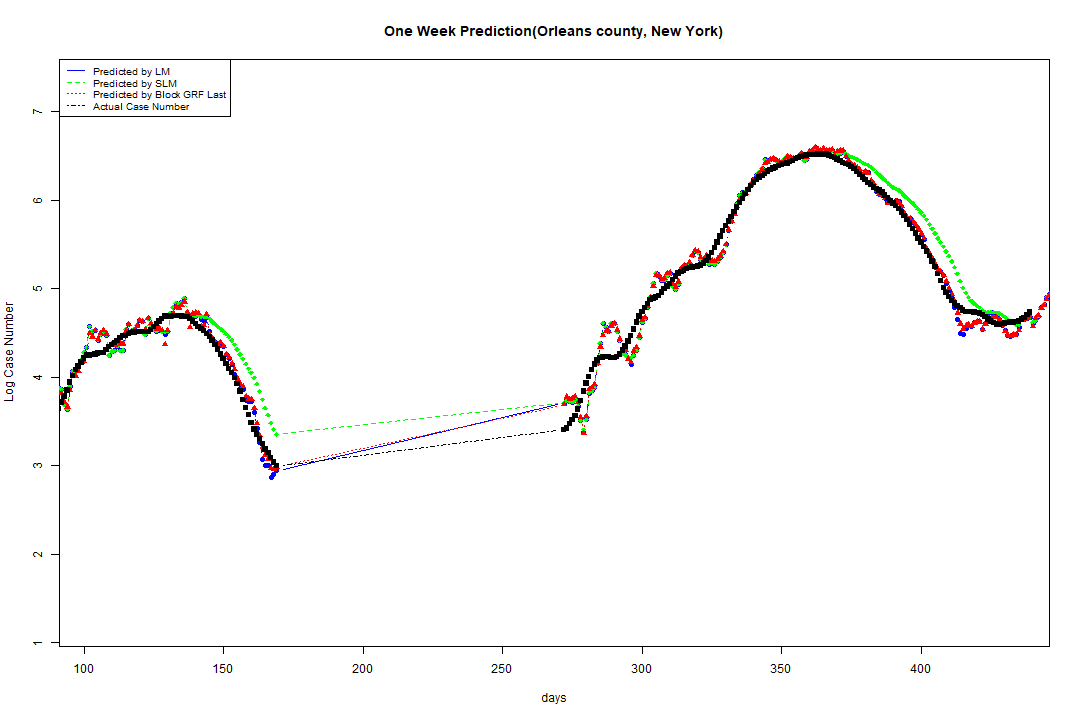 One Week Prediction(Orleans county, New York)
Predicted by LM
Predicted by SLM
Predicted by Block GRF Last
Actual Case Number
Log Case Number
7
6
5
4
3
2
1
100 150 200 250 300 350 400
days